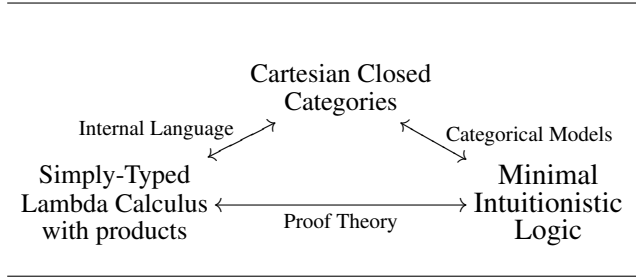 Cartesian Closed
Categories
Internal Language
Categorical Models
Simply-Typed
Lambda Calculus
with products
Proof Theory
Minimal
Intuitionistic
Logic